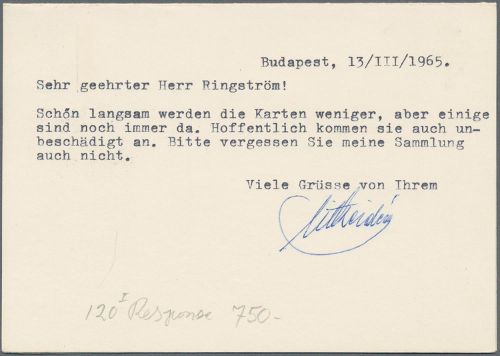 Budapest, 13/III/1965.
Sehr geehrter Herr Ringström!
Schón langsam werden die Karten weniger, aber einige
sind noch immer da. Hoffentlich kommen sie auch un-
beschädigt an. Bitte vergessen Sie meine Sammlung
auch nicht.
Viele Grüsse von Ihrem
120 I Response 750-